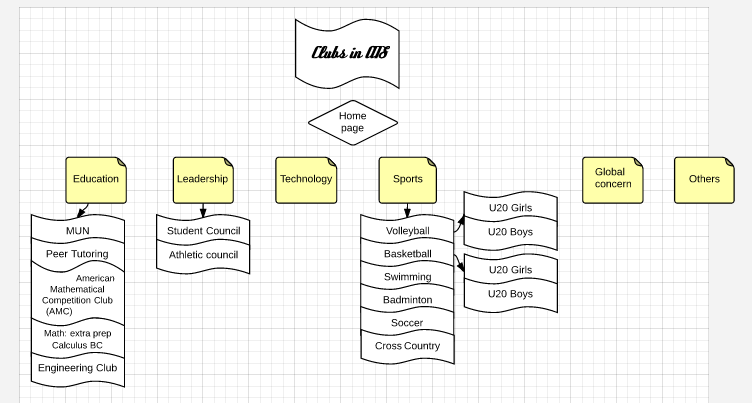 Clubs in AIS
Home
page
Education
Leadership
Technology
Sports
Global
concern
Others
MUN
Peer Tutoring
American
Mathematical
Competition Club
(AMC)
Math: extra prep
Calculus BC
Engineering Club
Student Council
Athletic council
Volleyball
Basketball
Swimming
Badminton
Soccer
Cross Country
U20 Girls
U20 Boys
U20 Girls
U20 Boys